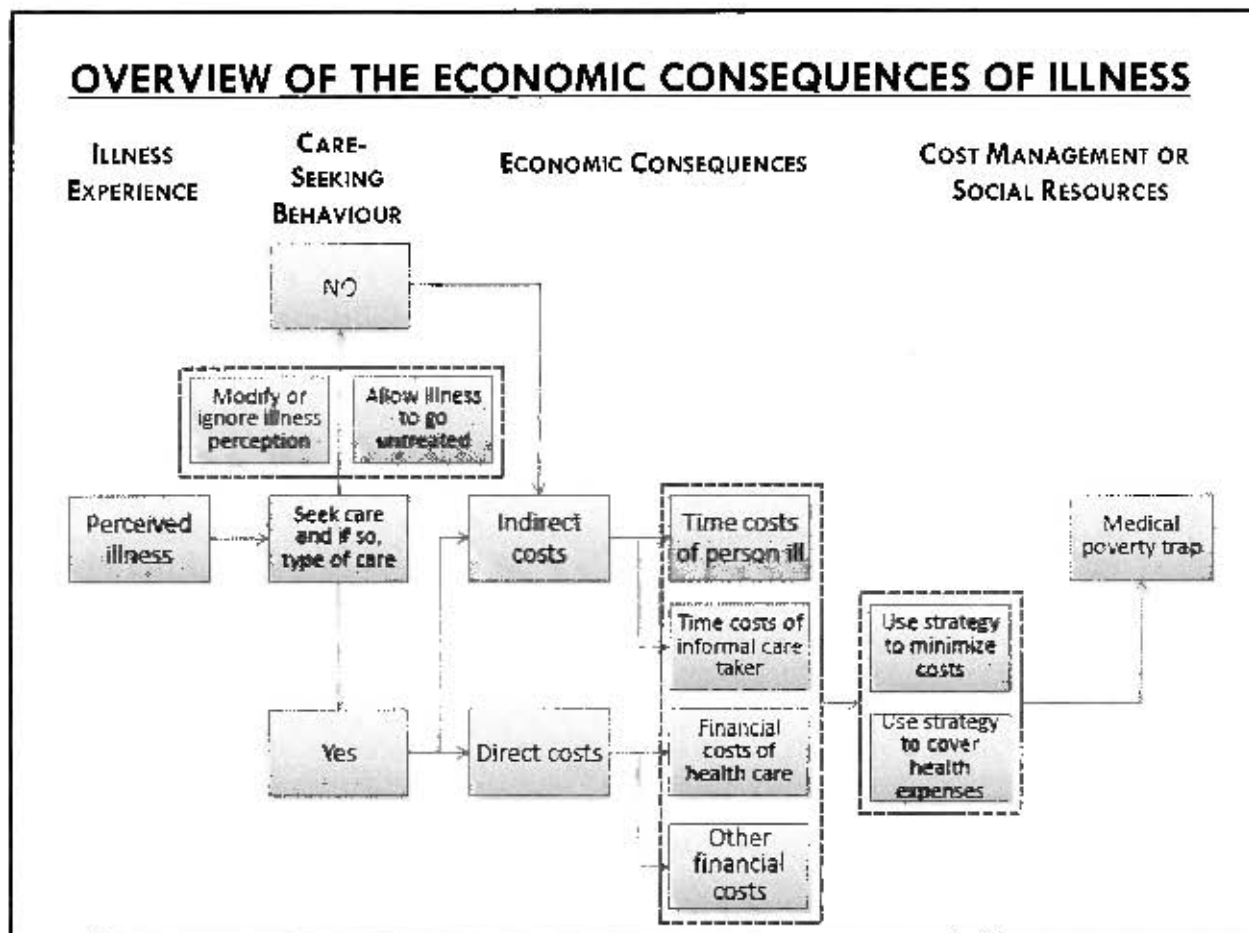 OVERVIEW OF THE ECONOMIC CONSEQUENCES OF ILLNESS
ILLNESS
EXPERIENCE
CARE-
SEEKING
BEHAVIOUR
ECONOMIC CONSEQUENCES
COST MANAGEMENT OR
SOCIAL RESOURCES
NO
Modify or
ignore illness
perception
Allow illness
to go
untreated
Perceived
illness
Seek care
and if so,
type of care
Indirect
costs
Time costs
of person ill
Medical
poverty trap
Time costs of
informal care
taker
Use strategy
to minimize
costs
Yes
Direct costs
Financial
costs of
health care
Use strategy
to cover
health
expenses
Other
financial
costs